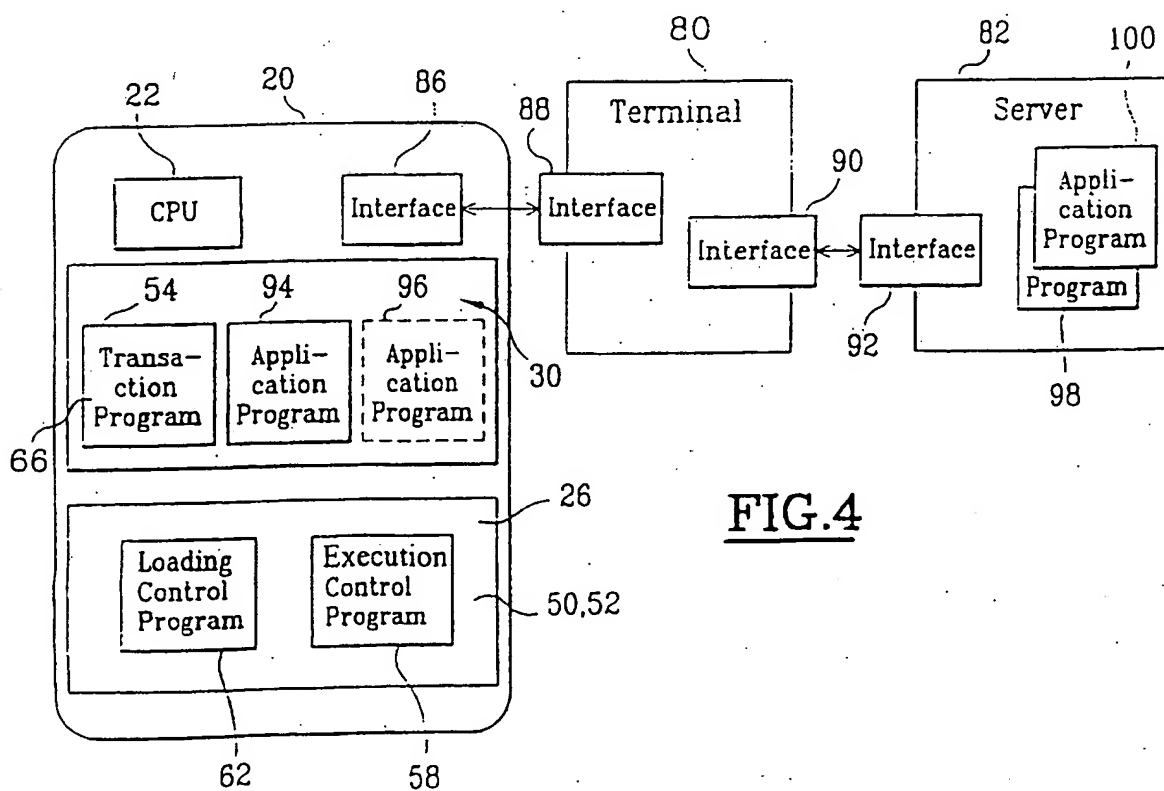 80
82
100
20
22
86
88
Terminal
Server
90
CPU
Interface
Interface
Appli-
cation
Program
Interface
Interface
Program
54
94
96
92
30
98
Transa-
ction
Program
Appli-
cation
Program
Appli-
cation
Program
66
26
FIG.4
Loading
Control
Program
Execution
Control
Program
50,52
62
58